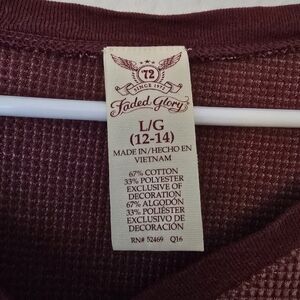 72
SINCE 1972
Faded Glory
L/G
(12-14)
MADE IN/HECHO EN
VIETNAM
67% COTTON
33% POLYESTER
EXCLUSIVE OF
DECORATION
67% ALGODÓN
33% POLIÉSTER
EXCLUSIVO DE
DECORACIÓN
RN# 52469 Q16